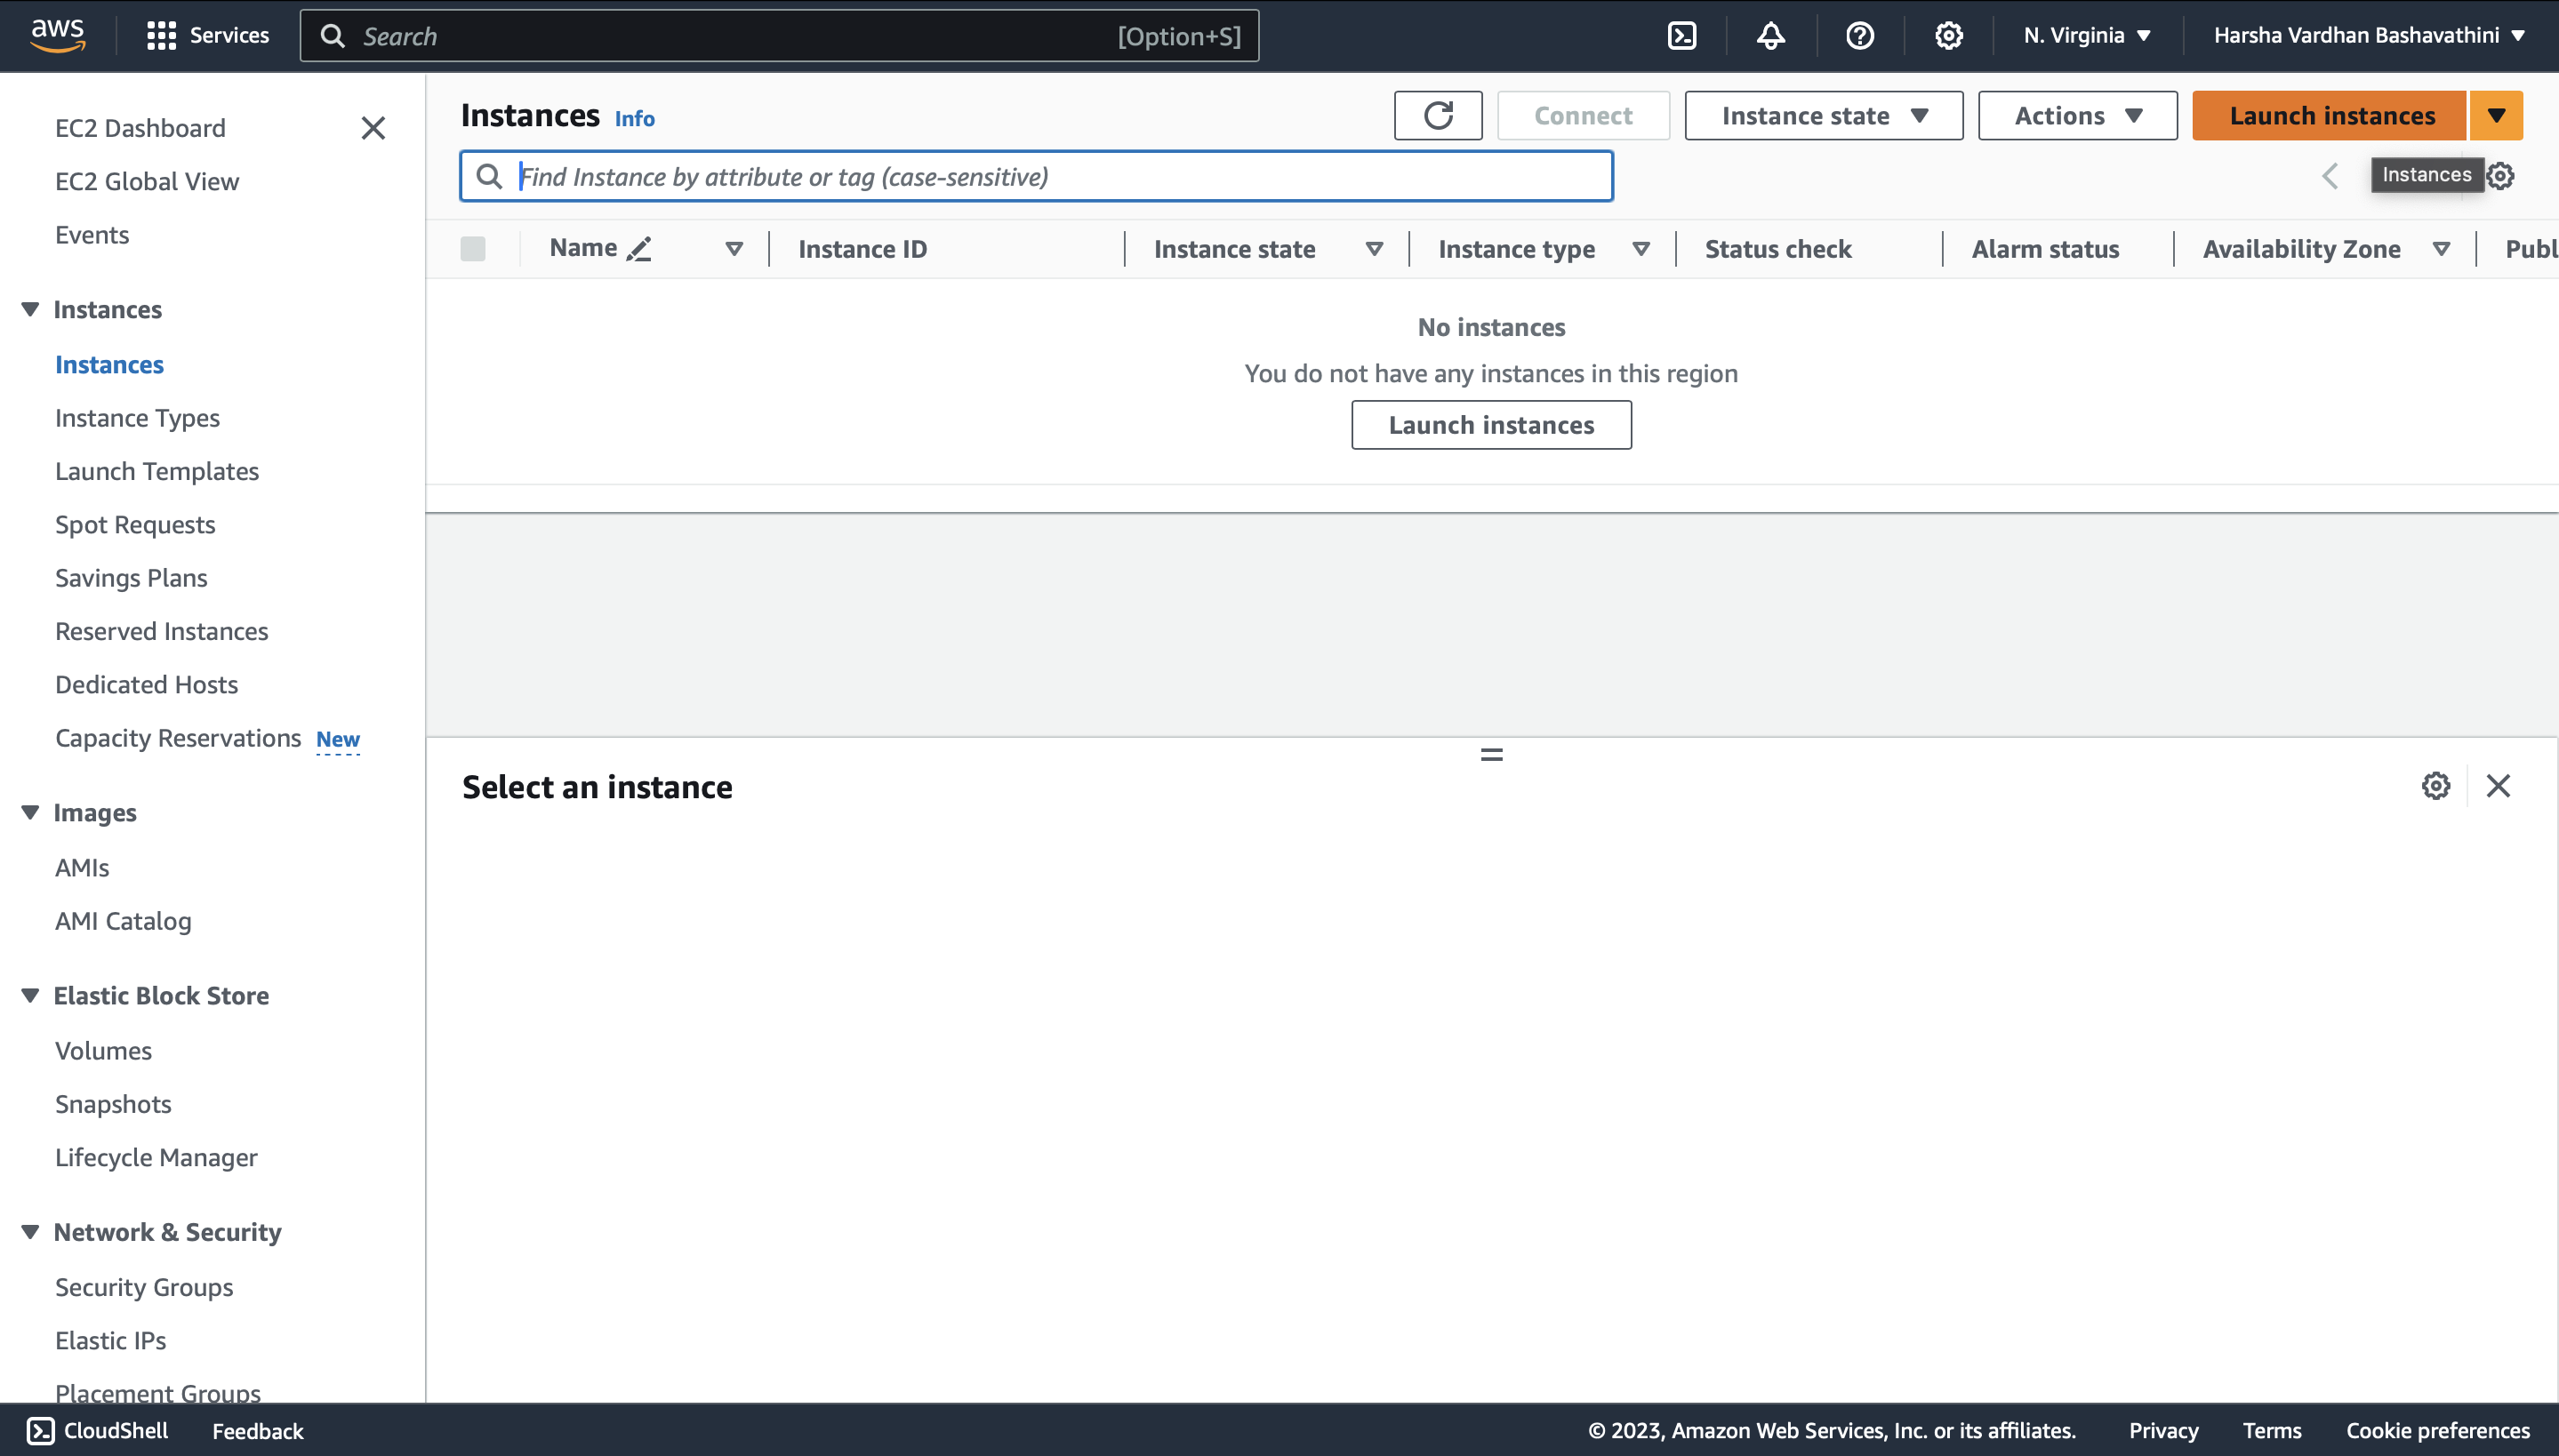 aws Services Search [Option+S] N. Virginia Harsha Vardhan Bashavathini
EC2 Dashboard
EC2 Global View
Events
Instances
Instances
Instance Types
Launch Templates
Spot Requests
Savings Plans
Reserved Instances
Dedicated Hosts
Capacity Reservations New
Images
AMIs
AMI Catalog
Elastic Block Store
Volumes
Snapshots
Lifecycle Manager
Network & Security
Security Groups
Elastic IPs
Placement Groups
Instances Info Connect Instance state Actions Launch instances
Find Instance by attribute or tag (case-sensitive) Instances
Name Instance ID Instance state Instance type Status check Alarm status Availability Zone Publ
No instances
You do not have any instances in this region
Launch instances
Select an instance
CloudShell Feedback © 2023, Amazon Web Services, Inc. or its affiliates. Privacy Terms Cookie preferences